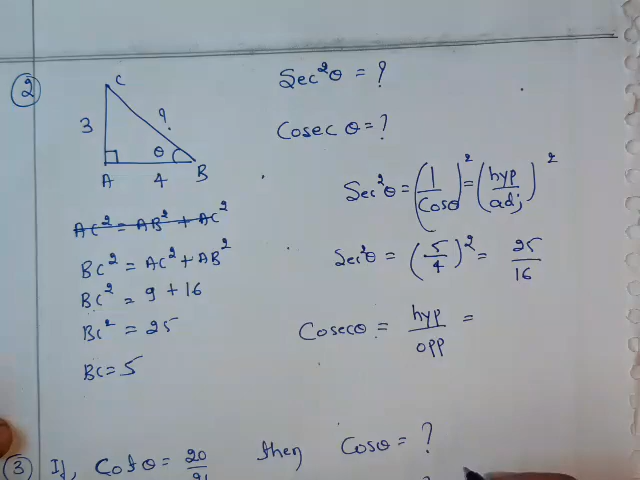 ②
C
3
?
θ
A
4
B
AC² = AB² + AC²
BC² = AC² + AB²
BC² = 9 + 16
BC² = 25
BC = 5
Sec²θ = ?
Cosec θ = ?
Sec²θ = (1/Cosθ)² = (hyp/adj)²
Sec²θ = (5/4)² = 25/16
Cosecθ = hyp/opp =
③ If, Cotθ = 20/21 then Cosθ = ?